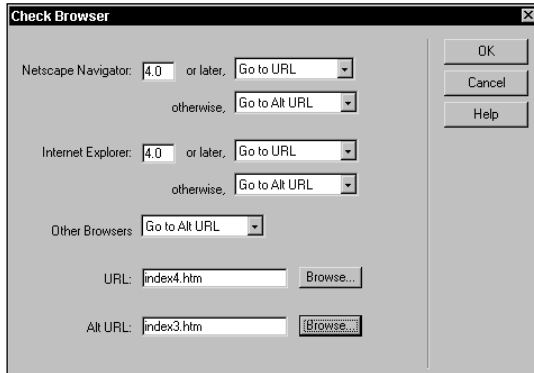 Check Browser
Netscape Navigator: 4.0 or later, Go to URL
OK
otherwise, Go to Alt URL
Cancel
Help
Internet Explorer: 4.0 or later, Go to URL
otherwise, Go to Alt URL
Other Browsers Go to Alt URL
URL: index4.htm Browse...
Alt URL: index3.htm Browse...